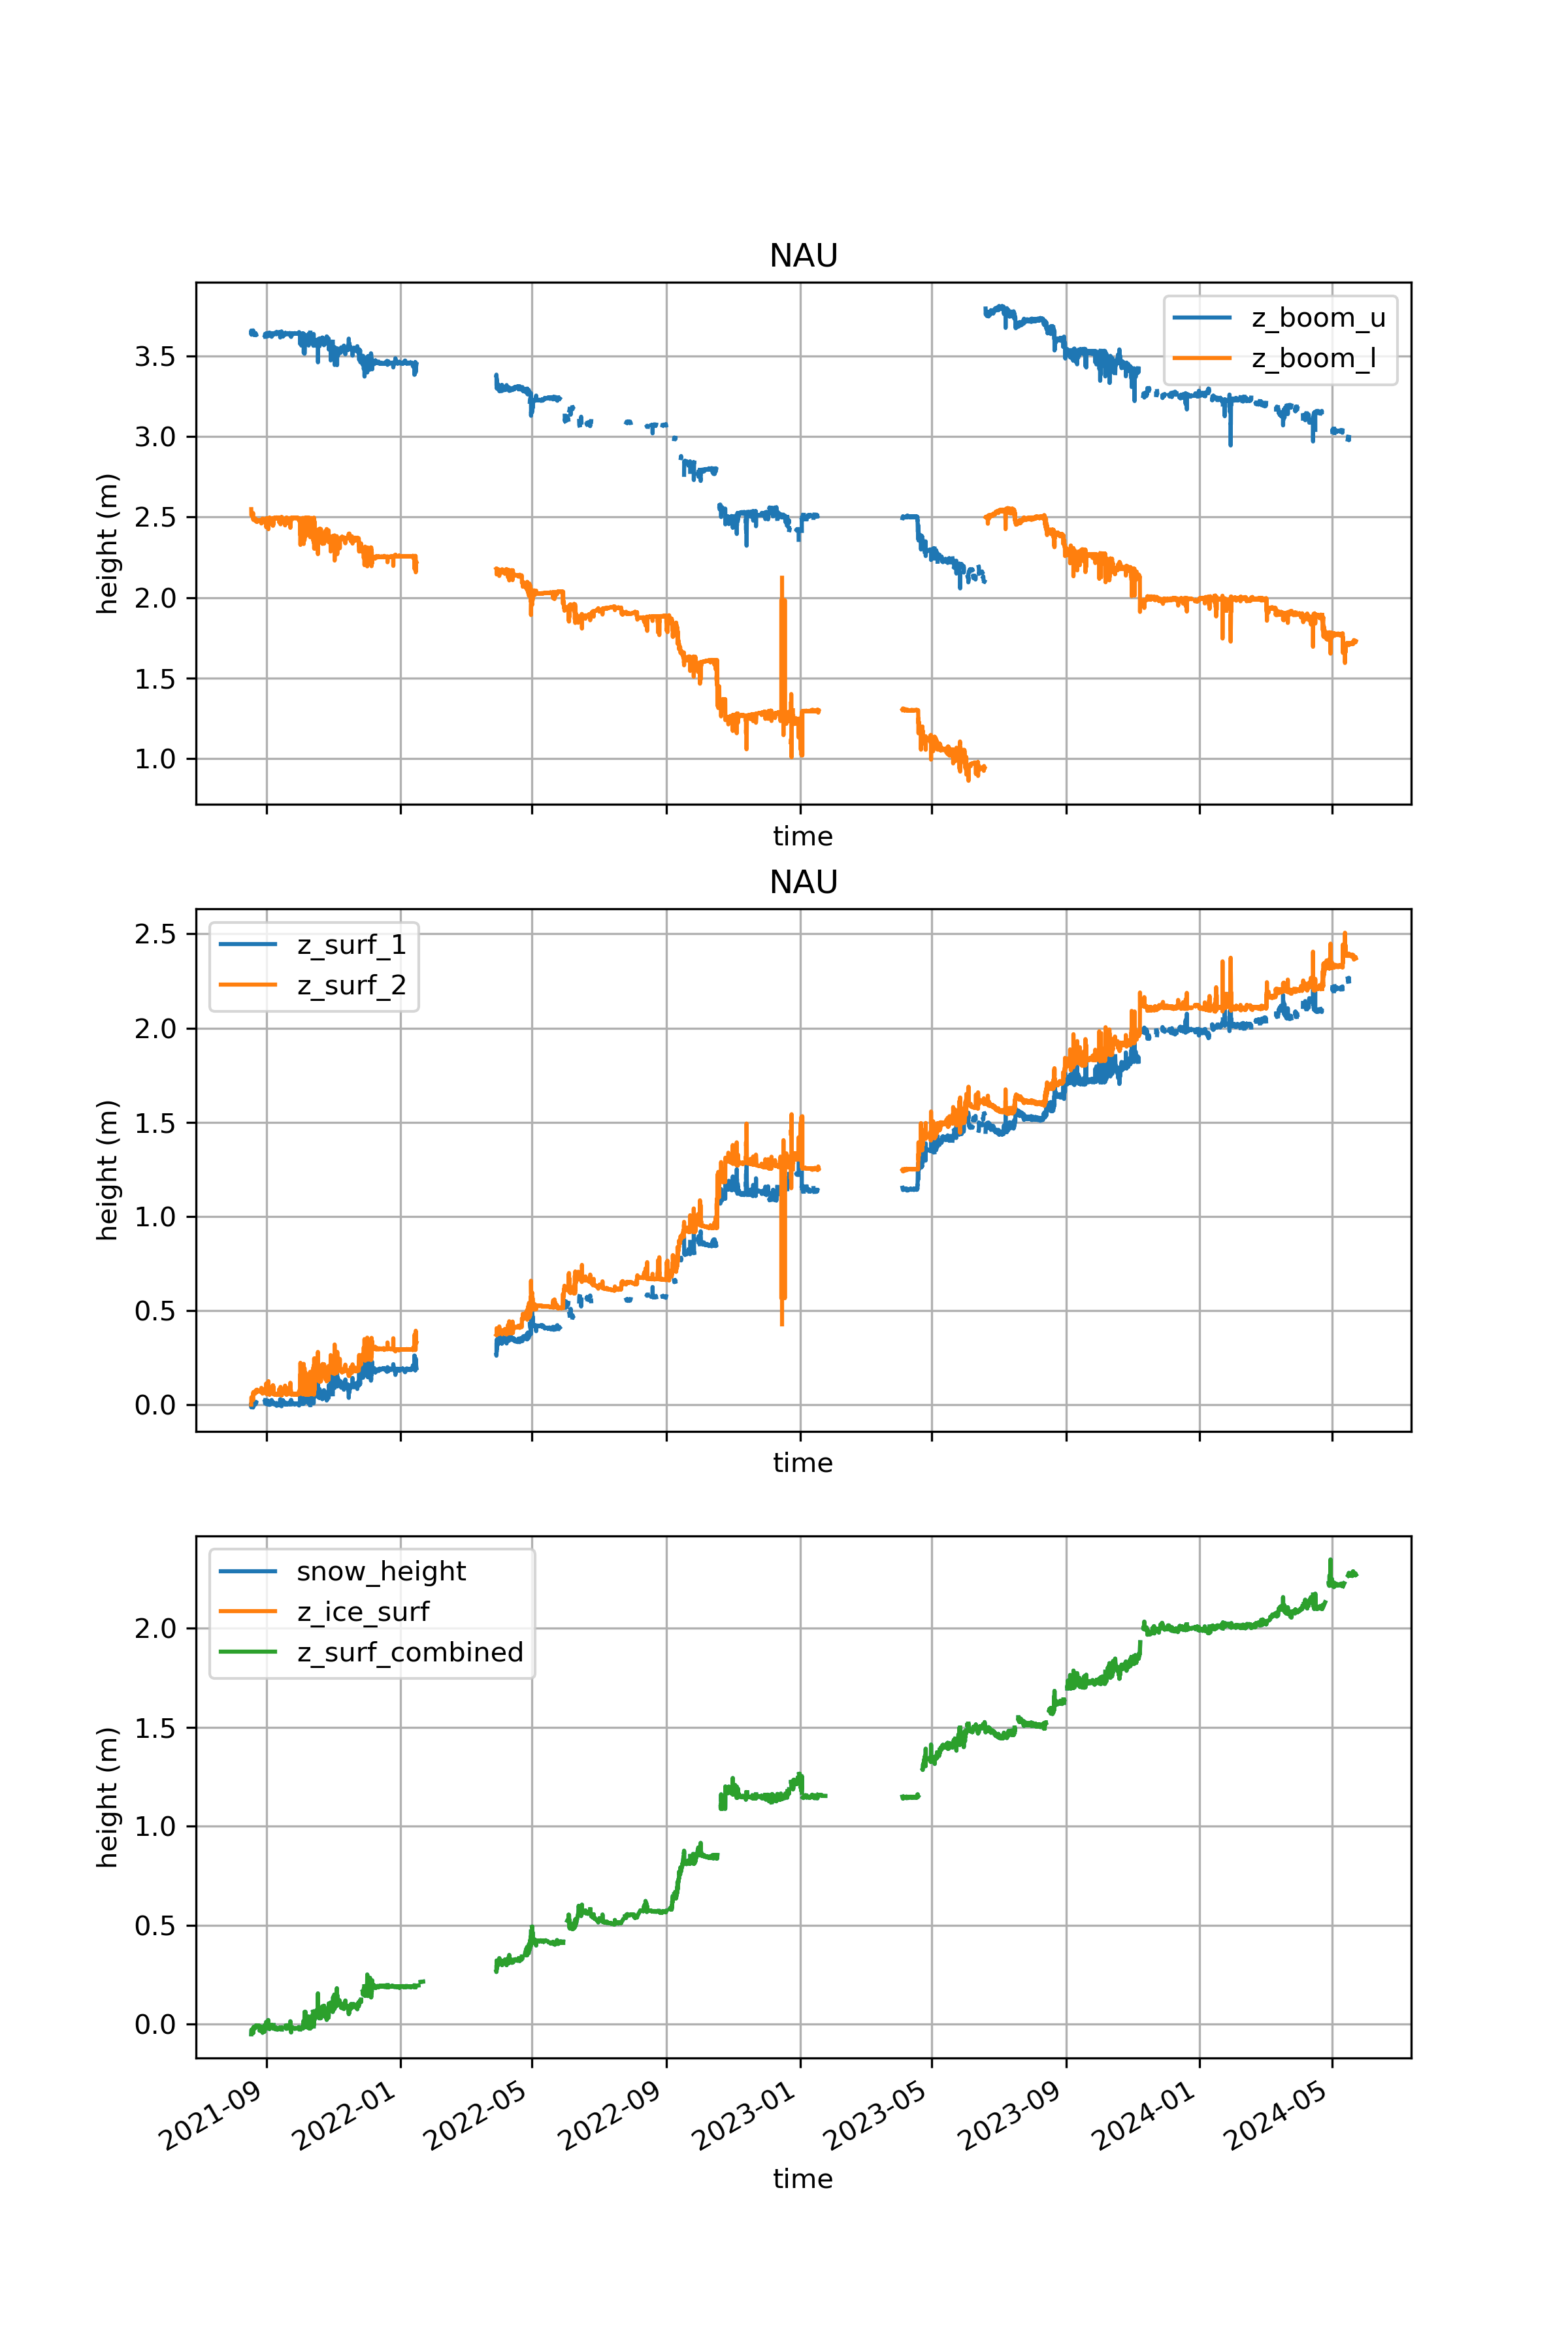 NAU
z_boom_u
z_boom_l
3.5
3.0
2.5
2.0
1.5
1.0
height (m)
time
NAU
z_surf_1
z_surf_2
2.5
2.0
1.5
1.0
0.5
0.0
height (m)
time
snow_height
z_ice_surf
z_surf_combined
2.0
1.5
1.0
0.5
0.0
height (m)
2021-09
2022-01
2022-05
2022-09
2023-01
2023-05
2023-09
2024-01
2024-05
time